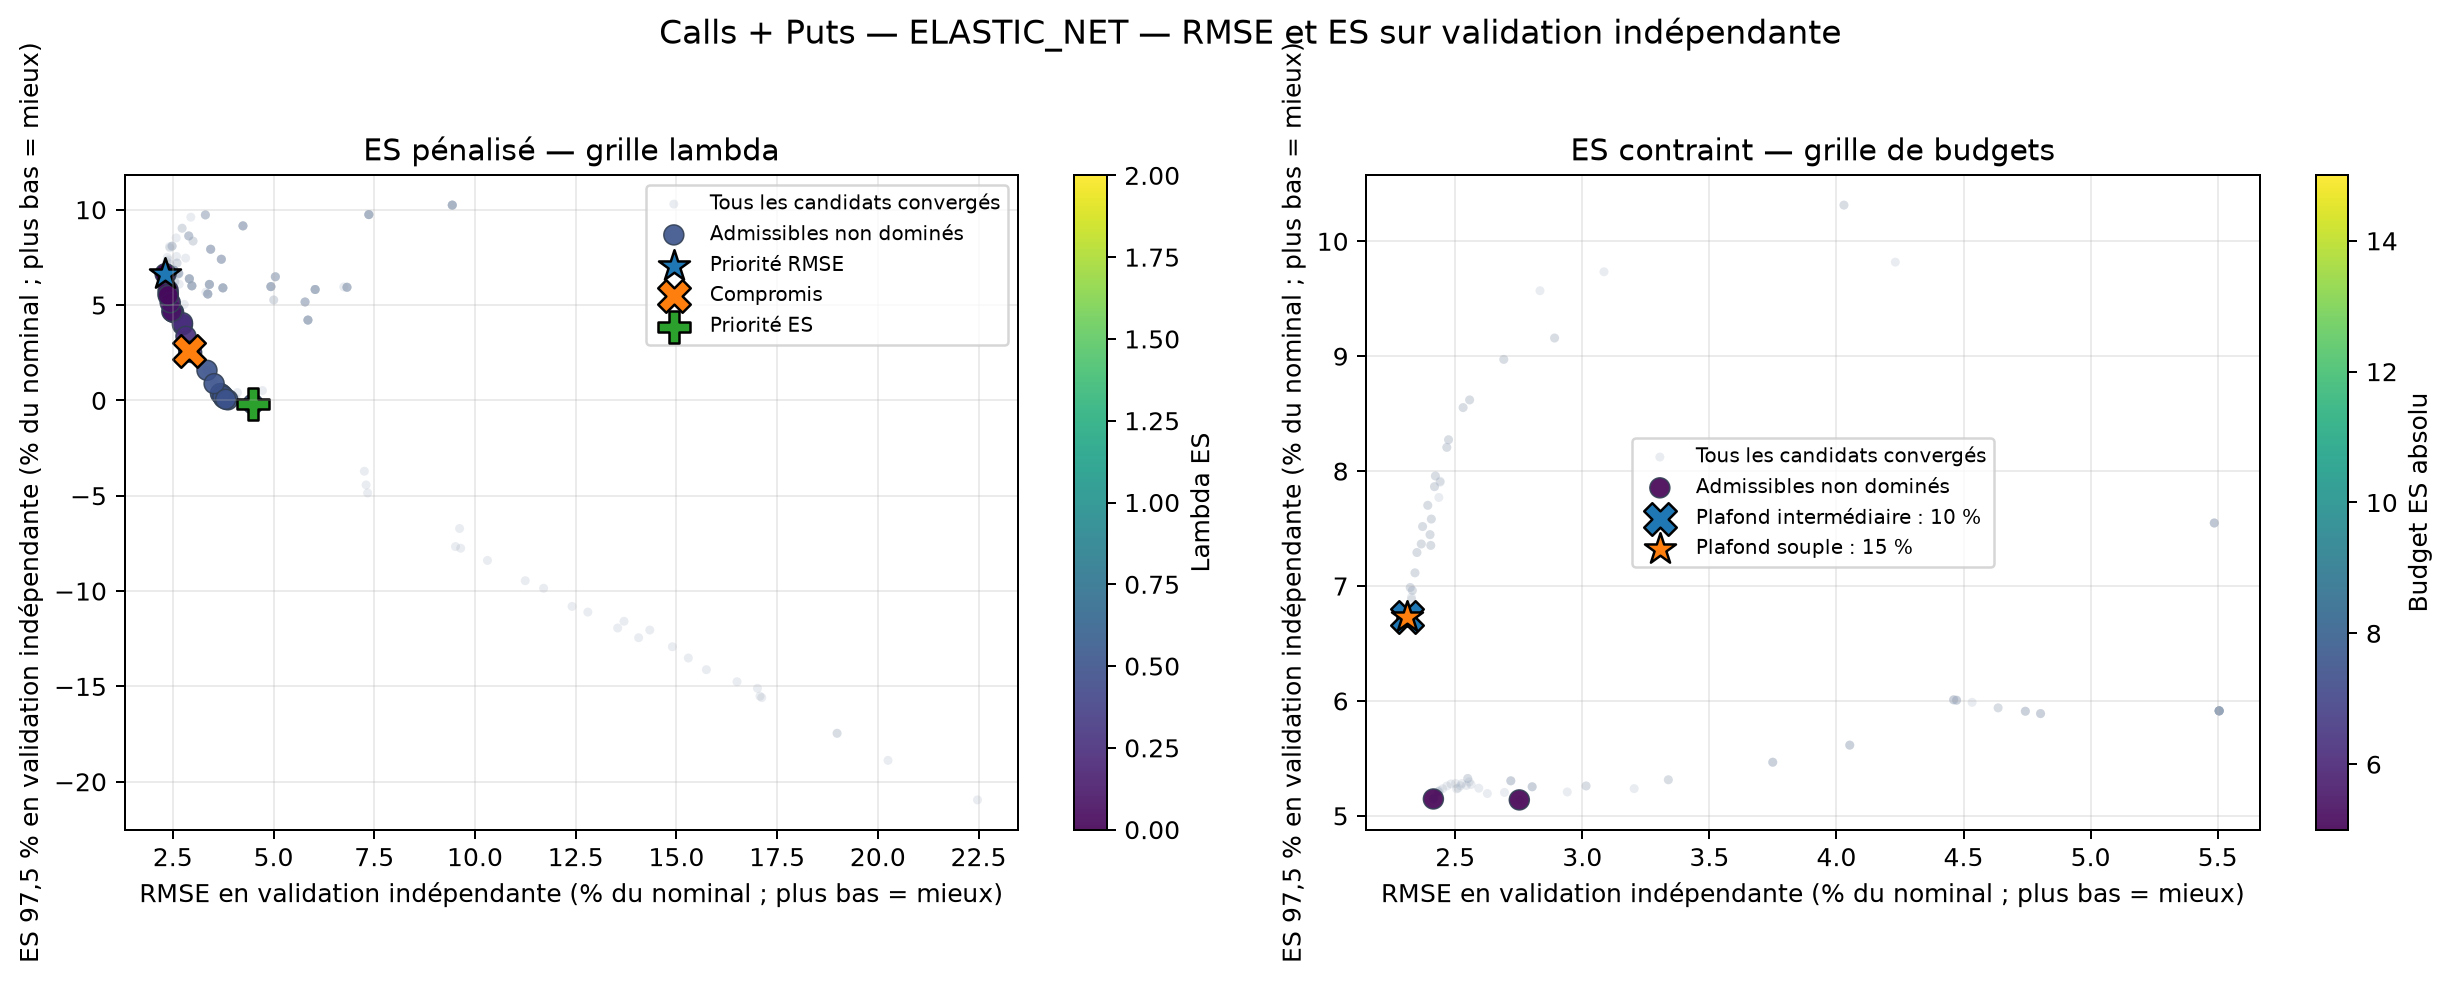 Calls + Puts — ELASTIC_NET — RMSE et ES sur validation indépendante
ES pénalisé — grille lambda
ES 97,5 % en validation indépendante (% du nominal ; plus bas = mieux)
10
5
0
−5
−10
−15
−20
Tous les candidats convergés
Admissibles non dominés
Priorité RMSE
Compromis
Priorité ES
2.5 5.0 7.5 10.0 12.5 15.0 17.5 20.0 22.5
RMSE en validation indépendante (% du nominal ; plus bas = mieux)
2.00
1.75
1.50
1.25
1.00
0.75
0.50
0.25
0.00
Lambda ES
ES contraint — grille de budgets
ES 97,5 % en validation indépendante (% du nominal ; plus bas = mieux)
10
9
8
7
6
5
Tous les candidats convergés
Admissibles non dominés
Plafond intermédiaire : 10 %
Plafond souple : 15 %
2.5 3.0 3.5 4.0 4.5 5.0 5.5
RMSE en validation indépendante (% du nominal ; plus bas = mieux)
14
12
10
8
6
Budget ES absolu